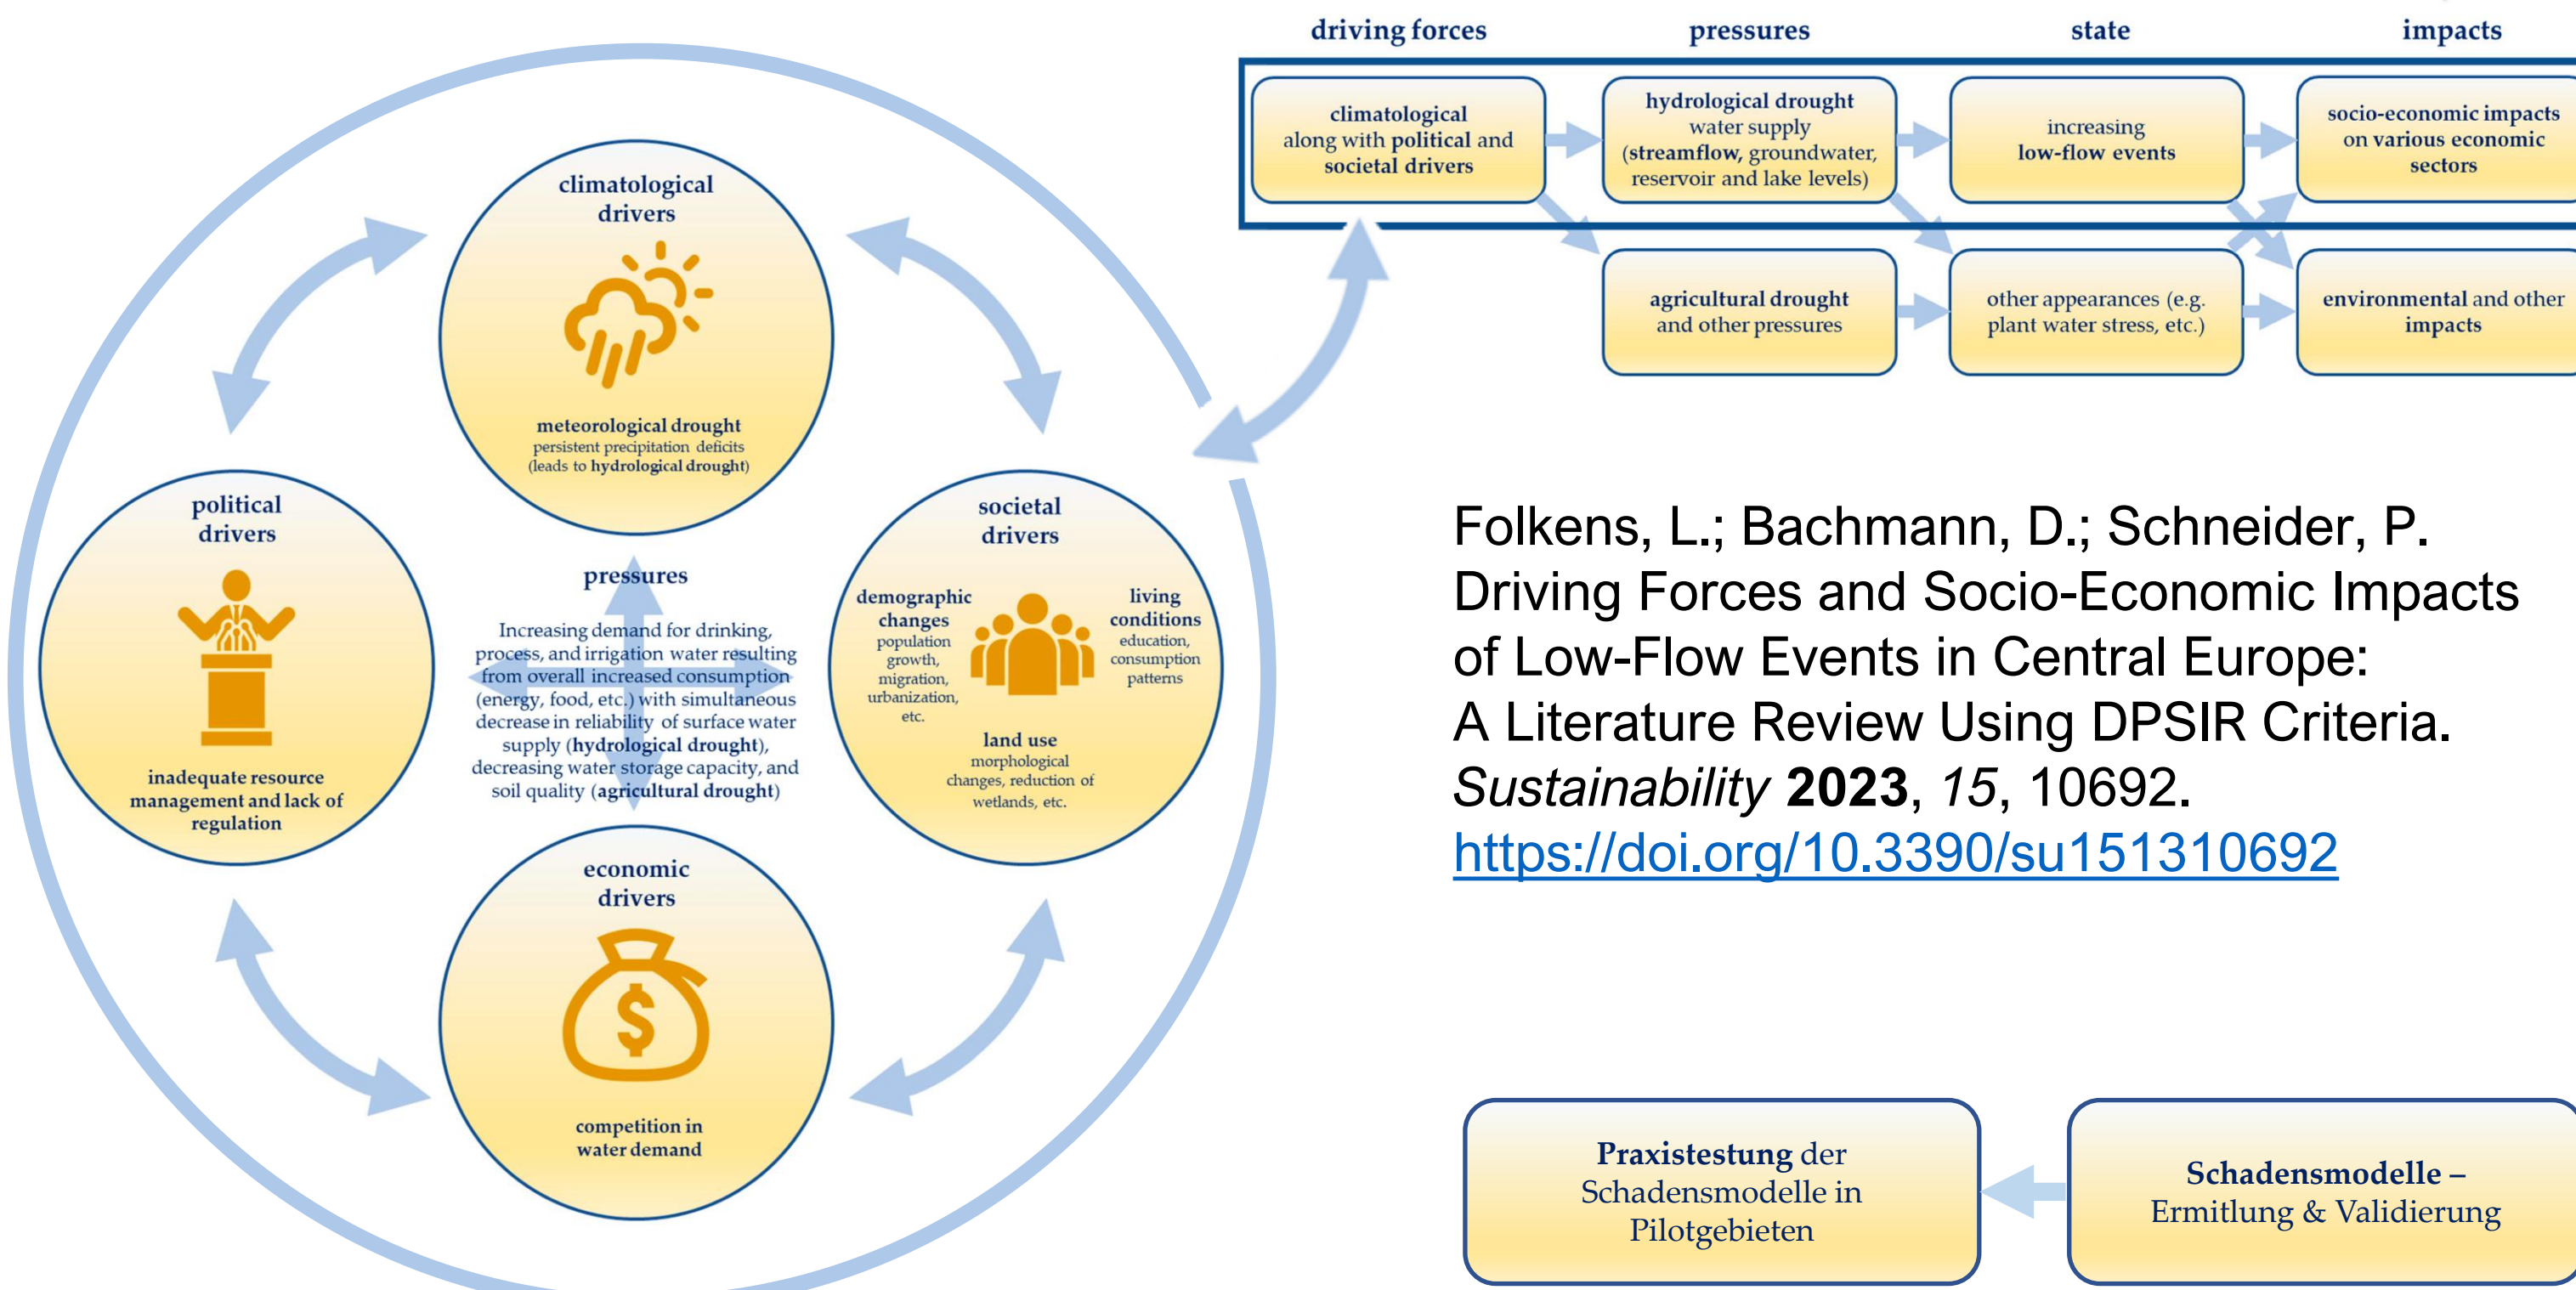 driving forces
pressures
state
impacts
climatological
along with political and
societal drivers
hydrological drought
water supply
(streamflow, groundwater,
reservoir and lake levels)
increasing
low-flow events
socio-economic impacts
on various economic
sectors
agricultural drought
and other pressures
other appearances (e.g.
plant water stress, etc.)
environmental and other
impacts
climatological
drivers
meteorological drought
persistent precipitation deficits
(leads to hydrological drought)
political
drivers
inadequate resource
management and lack of
regulation
pressures
Increasing demand for drinking,
process, and irrigation water resulting
from overall increased consumption
(energy, food, etc.) with simultaneous
decrease in reliability of surface water
supply (hydrological drought),
decreasing water storage capacity, and
soil quality (agricultural drought)
societal
drivers
demographic
changes
population
growth,
migration,
urbanization,
etc.
living
conditions
education,
consumption
patterns
land use
morphological
changes, reduction of
wetlands, etc.
economic
drivers
$
competition in
water demand
Folkens, L.; Bachmann, D.; Schneider, P.
Driving Forces and Socio-Economic Impacts
of Low-Flow Events in Central Europe:
A Literature Review Using DPSIR Criteria.
Sustainability 2023, 15, 10692.
https://doi.org/10.3390/su151310692
Praxistestung der
Schadensmodelle in
Pilotgebieten
Schadensmodelle –
Ermitlung & Validierung